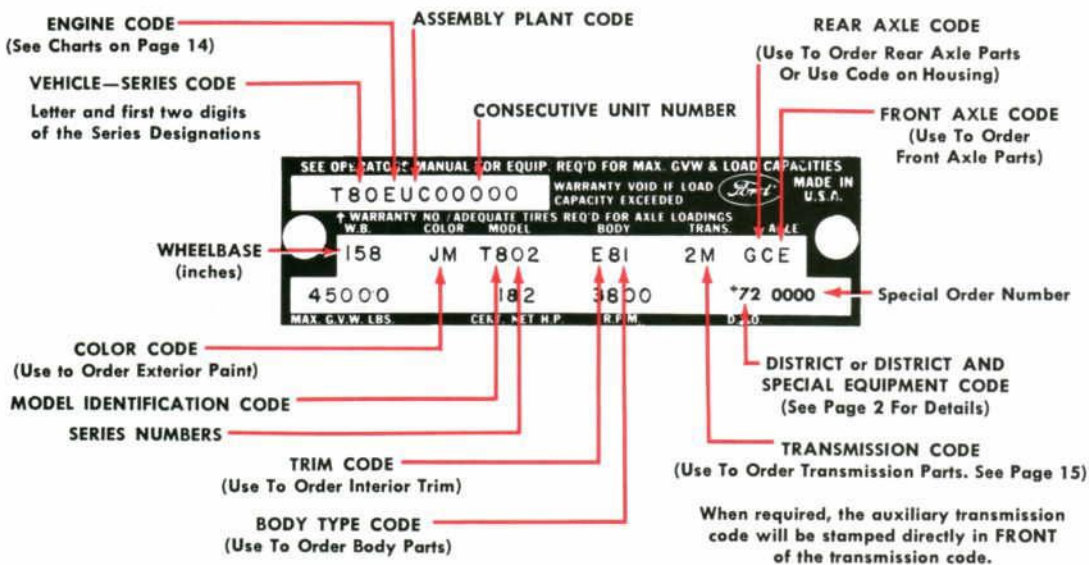 ENGINE CODE
(See Charts on Page 14)
ASSEMBLY PLANT CODE
REAR AXLE CODE
(Use To Order Rear Axle Parts
Or Use Code on Housing)
VEHICLE—SERIES CODE
Letter and first two digits
of the Series Designations
CONSECUTIVE UNIT NUMBER
FRONT AXLE CODE
(Use To Order
Front Axle Parts)
SEE OPERATOR'S MANUAL FOR EQUIP. REQ'D FOR MAX. GVW & LOAD CAPACITIES
T80EUC00000
WARRANTY VOID IF LOAD
CAPACITY EXCEEDED
Ford
MADE IN
U.S.A.
↑ WARRANTY NO / ADEQUATE TIRES REQ'D FOR AXLE LOADINGS
W.B. COLOR MODEL BODY TRANS. AXLE
158 JM T802 E81 2M GCE
45000 182 3800 *72 0000
MAX. G.V.W. LBS. CERT. NET H.P. R.P.M. D.S.O.
WHEELBASE
(inches)
Special Order Number
COLOR CODE
(Use to Order Exterior Paint)
MODEL IDENTIFICATION CODE
SERIES NUMBERS
TRIM CODE
(Use To Order Interior Trim)
BODY TYPE CODE
(Use To Order Body Parts)
DISTRICT or DISTRICT AND
SPECIAL EQUIPMENT CODE
(See Page 2 For Details)
TRANSMISSION CODE
(Use To Order Transmission Parts. See Page 15)
When required, the auxiliary transmission
code will be stamped directly in FRONT
of the transmission code.